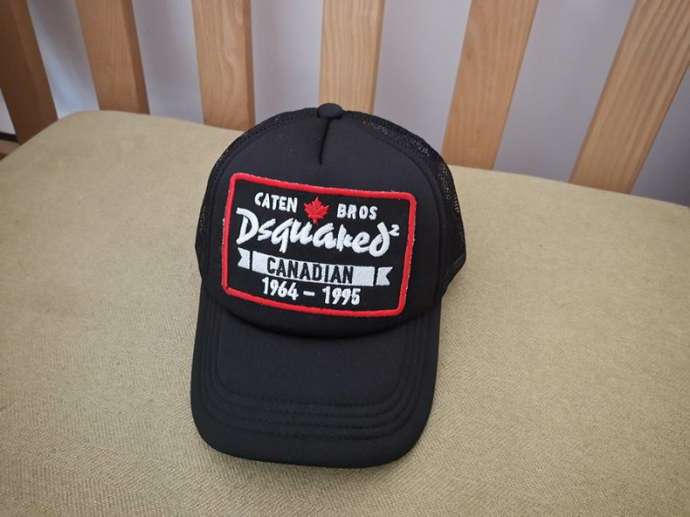 CATEN BROS
Dsquared²
CANADIAN
1964 - 1995